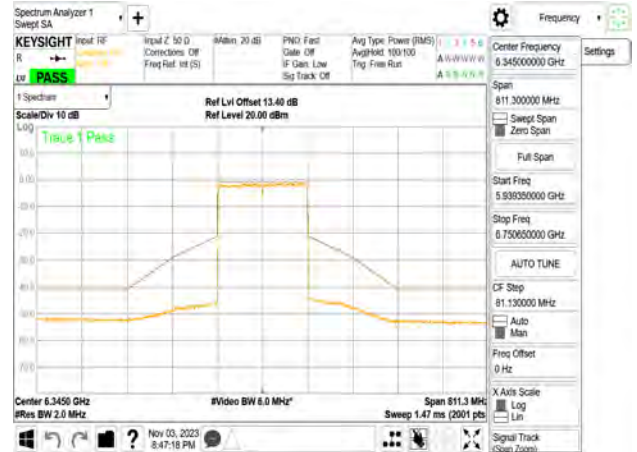 Spectrum Analyzer 1
Swept SA
Frequency
KEYSIGHT
Input: RF
Input Z: 50 Ω
#Atten: 20 dB
PNO: Fast
Avg Type: Power (RMS)
R
Corrections: Off
Gate: Off
Avg|Hold: 100/100
Freq Ref: Int (S)
IF Gain: Low
Trig: Free Run
Sig Track: Off
LV PASS
Center Frequency
6.345000000 GHz
Settings
Span
811.300000 MHz
Swept Span
Zero Span
Full Span
Start Freq
5.939350000 GHz
Stop Freq
6.750650000 GHz
AUTO TUNE
CF Step
81.130000 MHz
Auto
Man
Freq Offset
0 Hz
X Axis Scale
Log
Lin
Signal Track
(Span Zoom)
1 Spectrum
Scale/Div 10 dB
Ref Lvl Offset 13.40 dB
Ref Level 20.00 dBm
Log
Trace 1 Pass
Center 6.3450 GHz
#Video BW 6.0 MHz*
Span 811.3 MHz
#Res BW 2.0 MHz
Sweep 1.47 ms (2001 pts
Nov 03, 2023
8:47:18 PM